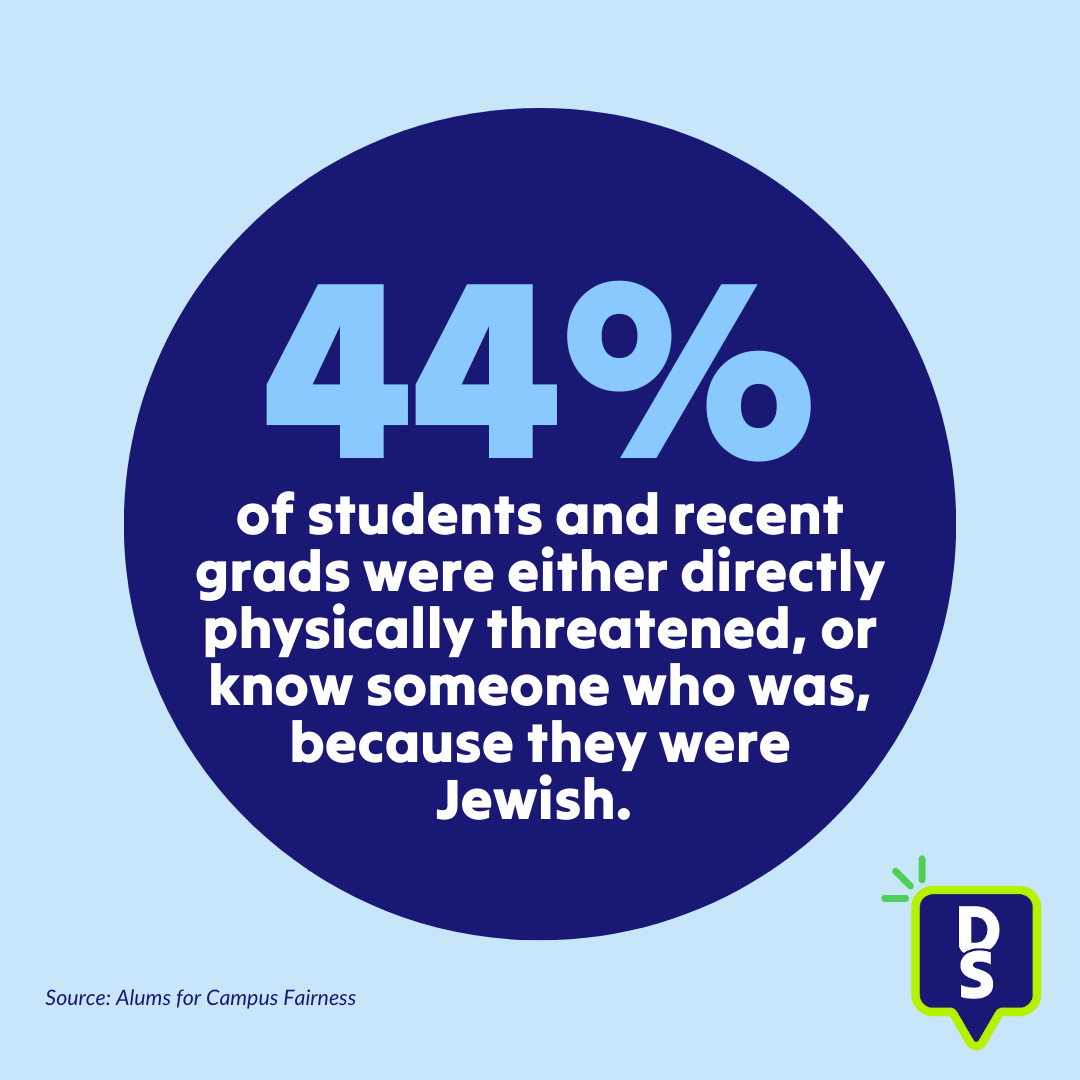 44%
of students and recent
grads were either directly
physically threatened, or
know someone who was,
because they were
Jewish.
Source: Alums for Campus Fairness
D
S